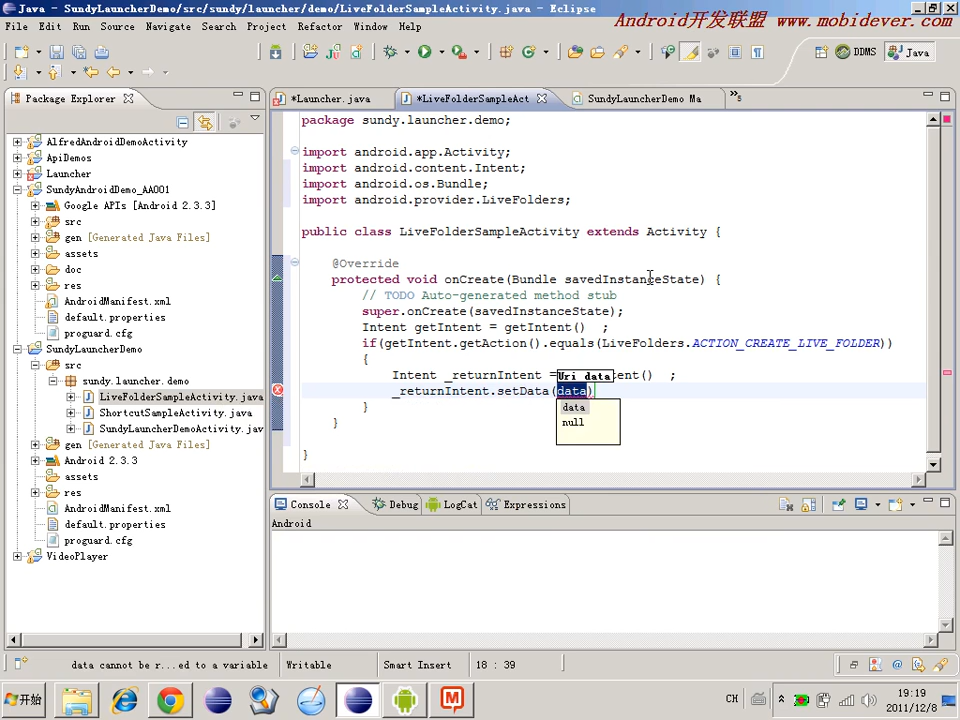 Java - SundyLauncherDemo/src/sundy/launcher/demo/LiveFolderSampleActivity.java - Eclipse
Android开发联盟 www.mobidever.com
File Edit Run Source Navigate Search Project Refactor Window Help
DDMS Java
Package Explorer
*Launcher.java *LiveFolderSampleAct SundyLauncherDemo Ma »5
AlfredAndroidDemoActivity
ApiDemos
Launcher
SundyAndroidDemo_AA001
Google APIs [Android 2.3.3]
src
gen [Generated Java Files]
assets
doc
res
AndroidManifest.xml
default.properties
proguard.cfg
SundyLauncherDemo
src
sundy.launcher.demo
LiveFolderSampleActivity.java
ShortcutSampleActivity.java
SundyLauncherDemoActivity.jav
gen [Generated Java Files]
Android 2.3.3
assets
res
AndroidManifest.xml
default.properties
proguard.cfg
VideoPlayer
package sundy.launcher.demo;
import android.app.Activity;
import android.content.Intent;
import android.os.Bundle;
import android.provider.LiveFolders;
public class LiveFolderSampleActivity extends Activity {
@Override
protected void onCreate(Bundle savedInstanceState) {
// TODO Auto-generated method stub
super.onCreate(savedInstanceState);
Intent getIntent = getIntent() ;
if(getIntent.getAction().equals(LiveFolders.ACTION_CREATE_LIVE_FOLDER))
{
Intent _returnIntent = Uri data tent() ;
_returnIntent.setData(data)
data
null
}
}
}
Console Debug LogCat Expressions
Android
data cannot be r...ed to a variable Writable Smart Insert 18 : 39
开始 CH 19:19
2011/12/8